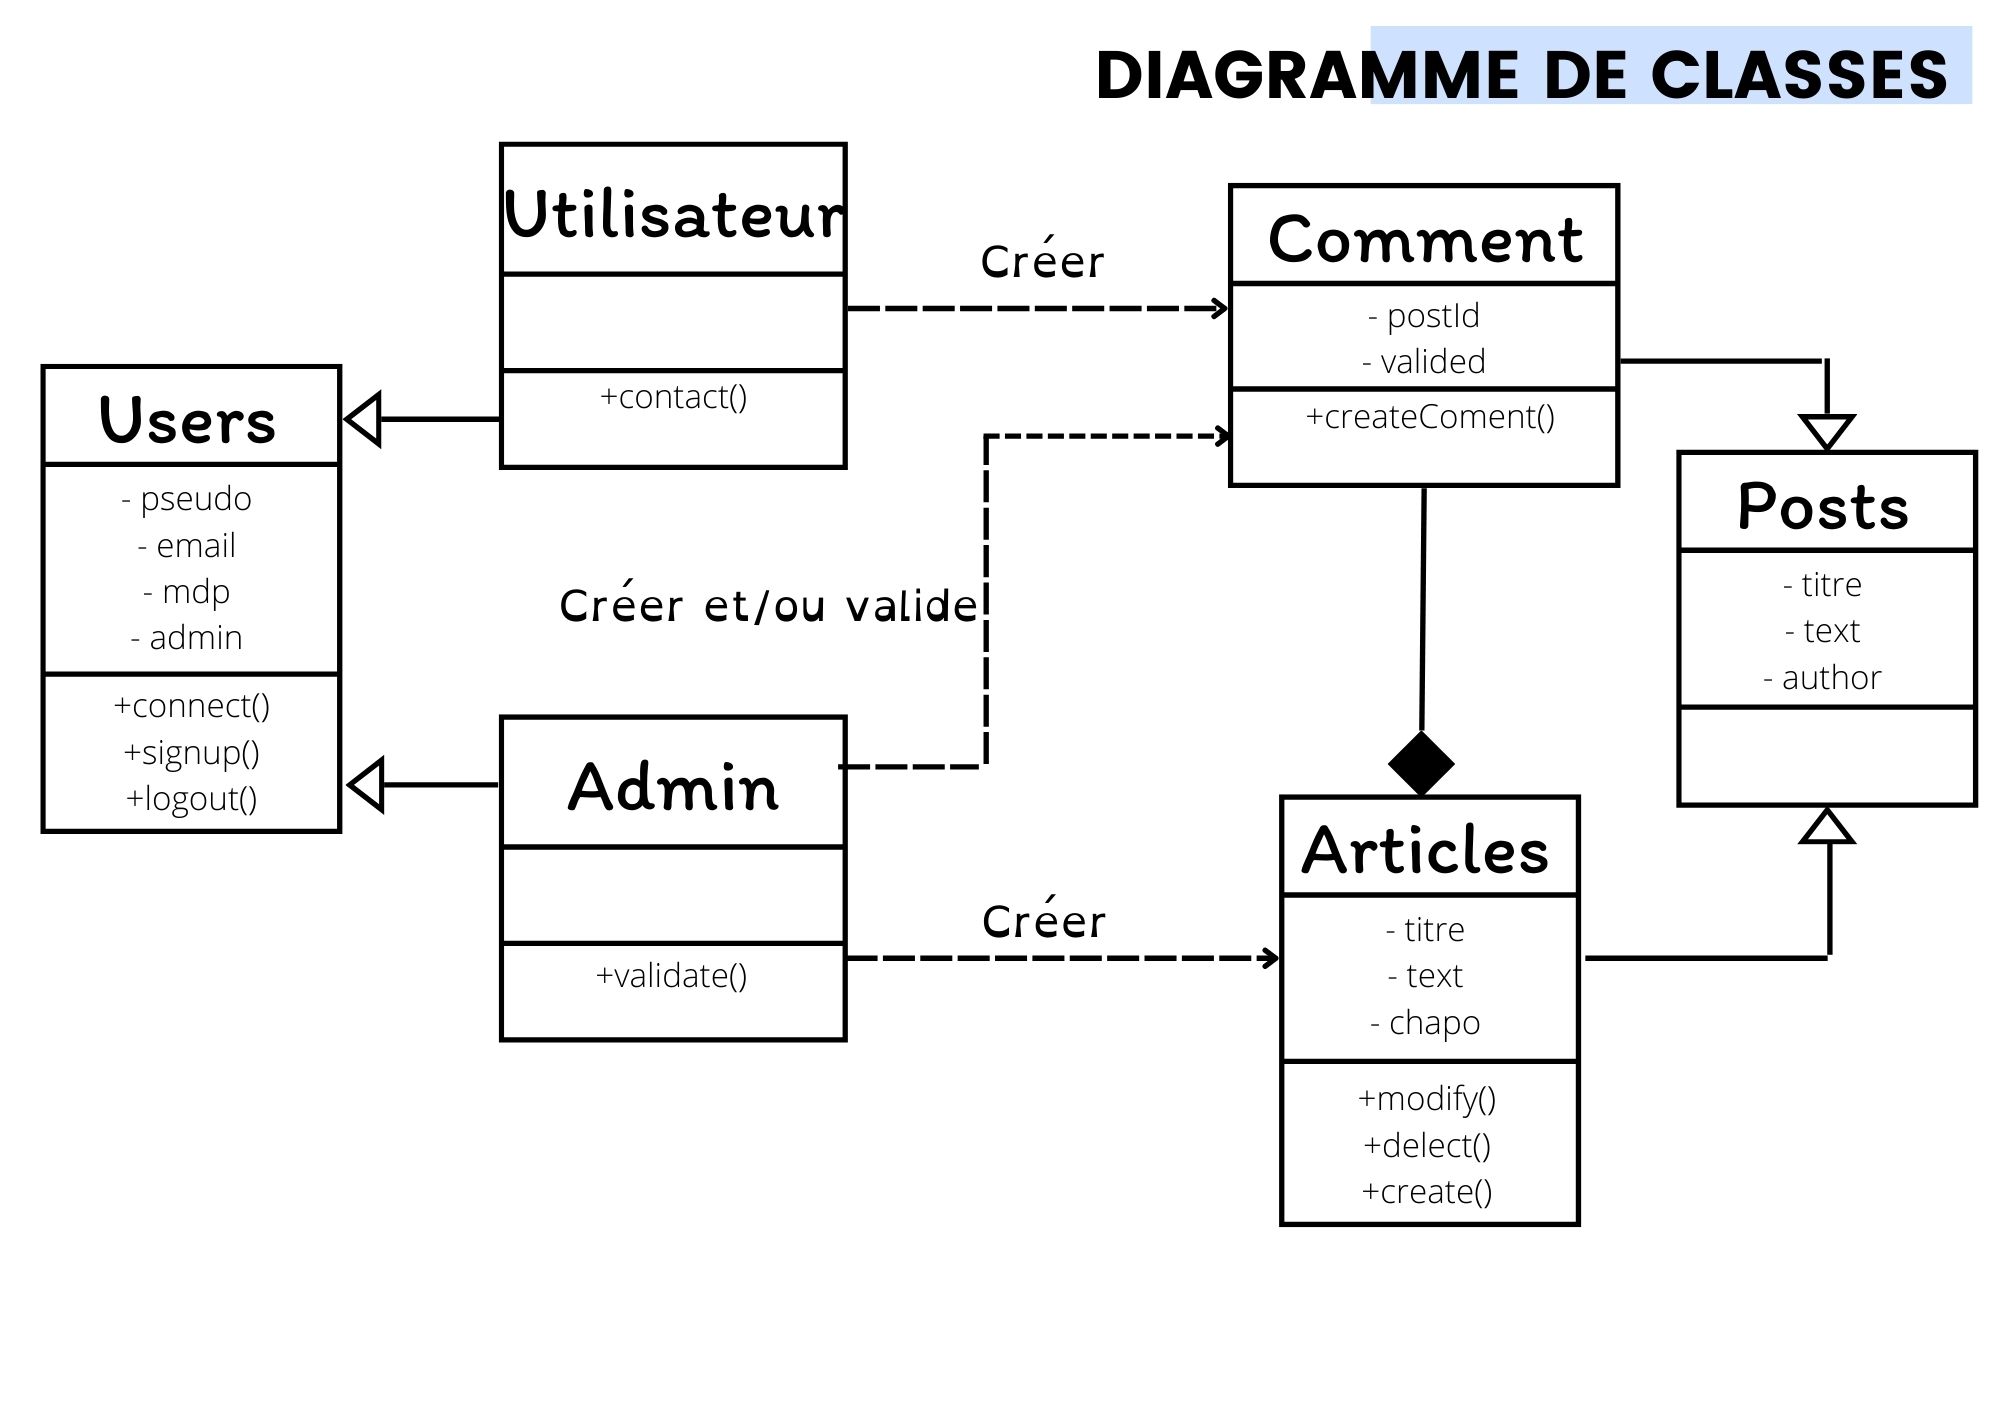 DIAGRAMME DE CLASSES
Utilisateur
+contact()
Créer
Comment
- postId
- valided
+createComent()
Users
- pseudo
- email
- mdp
- admin
+connect()
+signup()
+logout()
Créer et/ou valide
Posts
- titre
- text
- author
Admin
+validate()
Créer
Articles
- titre
- text
- chapo
+modify()
+delect()
+create()